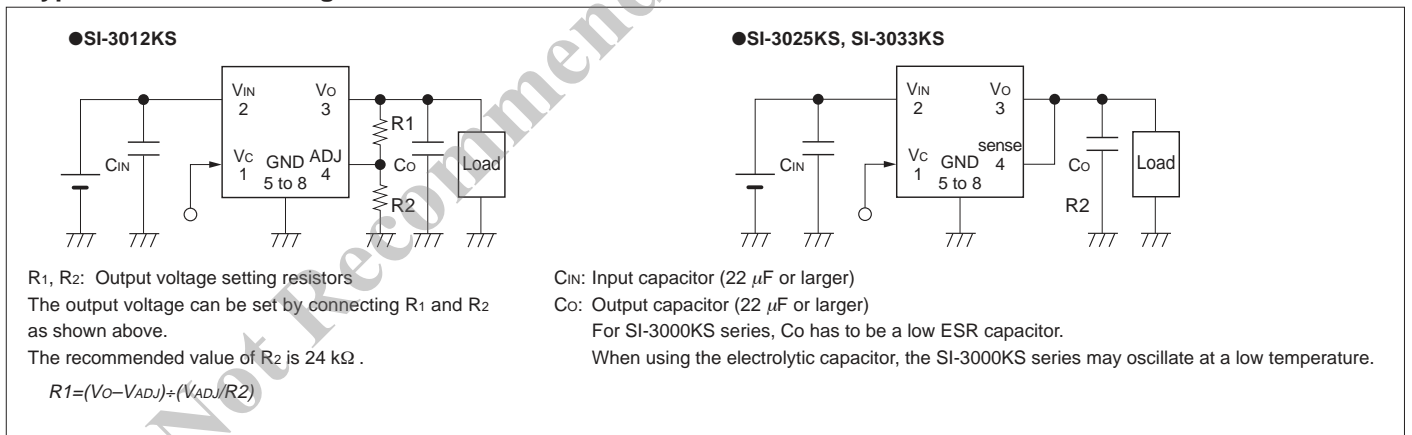 ●SI-3012KS
VIN
2
VO
3
VC
1
GND
5 to 8
ADJ
4
CIN
R1
R2
CO
Load
●SI-3025KS, SI-3033KS
VIN
2
VO
3
VC
1
GND
5 to 8
sense
4
CIN
CO
R2
Load
R1, R2: Output voltage setting resistors
The output voltage can be set by connecting R1 and R2
as shown above.
The recommended value of R2 is 24 kΩ .
R1=(VO–VADJ)÷(VADJ/R2)
CIN: Input capacitor (22 µF or larger)
CO: Output capacitor (22 µF or larger)
For SI-3000KS series, Co has to be a low ESR capacitor.
When using the electrolytic capacitor, the SI-3000KS series may oscillate at a low temperature.
Not Recommen